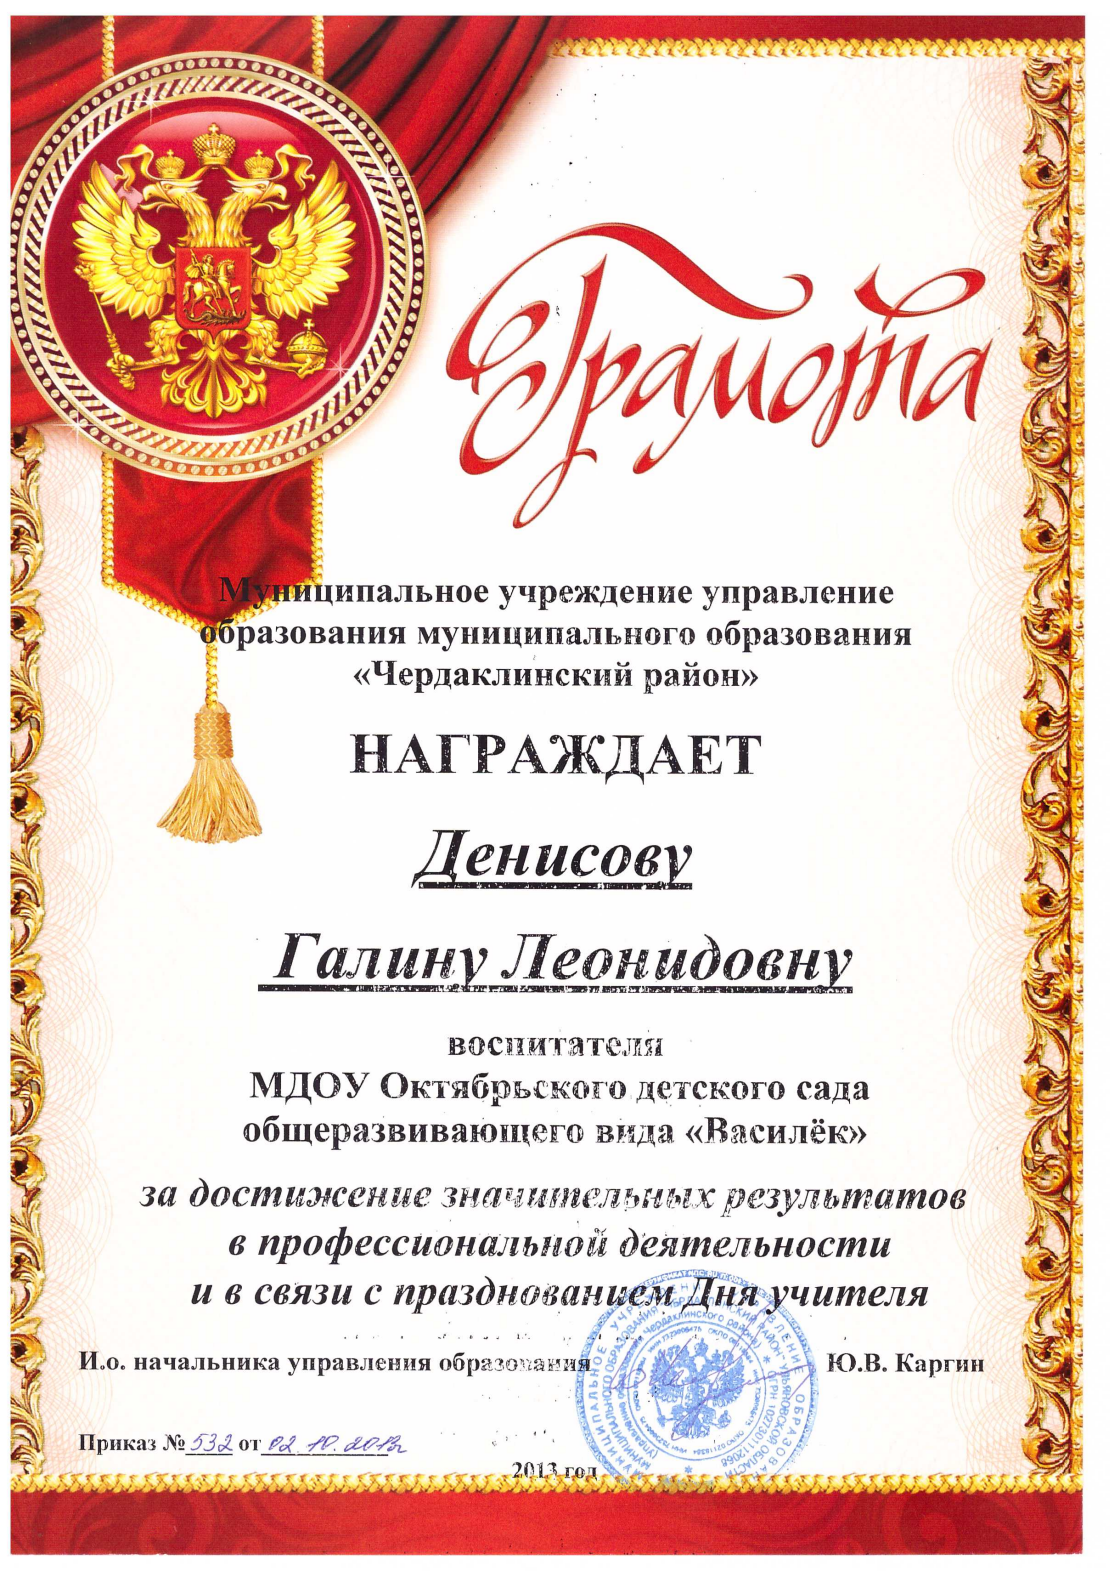 Грамота
Муниципальное учреждение управление
образования муниципального образования
«Чердаклинский район»
НАГРАЖДАЕТ
Денисову
Галину Леонидовну
воспитателя
МДОУ Октябрьского детского сада
общеразвивающего вида «Василёк»
за достижение значительных результатов
в профессиональной деятельности
и в связи с празднованием Дня учителя
И.о. начальника управления образования Ю.В. Каргин
Приказ № 532 от 02.10.2013г
2013 год